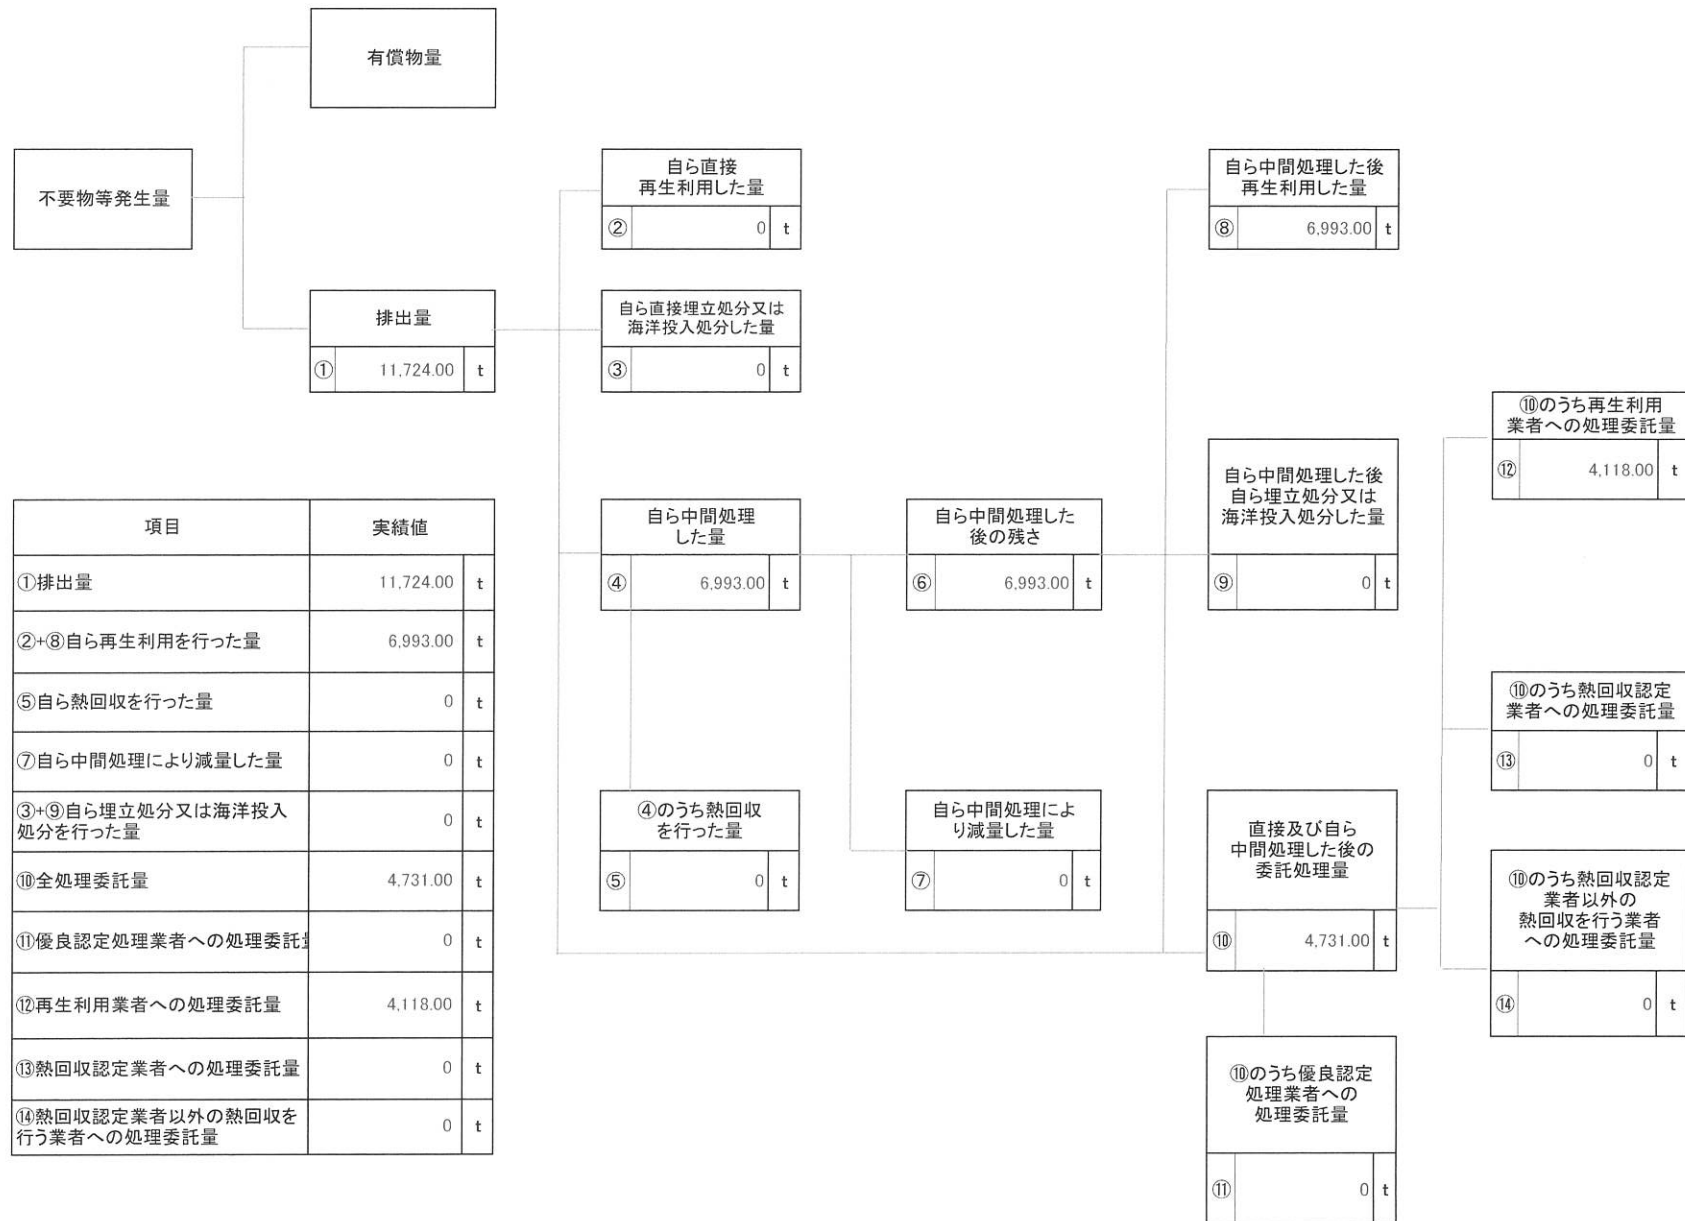 有償物量
不要物等発生量
自ら直接
再生利用した量
② 0 t
自ら中間処理した後
再生利用した量
⑧ 6,993.00 t
排出量
① 11,724.00 t
自ら直接埋立処分又は
海洋投入処分した量
③ 0 t
⑩のうち再生利用
業者への処理委託量
⑫ 4,118.00 t
自ら中間処理
した量
④ 6,993.00 t
自ら中間処理した
後の残さ
⑥ 6,993.00 t
自ら中間処理した後
自ら埋立処分又は
海洋投入処分した量
⑨ 0 t
⑩のうち熱回収認定
業者への処理委託量
⑬ 0 t
④のうち熱回収
を行った量
⑤ 0 t
自ら中間処理によ
り減量した量
⑦ 0 t
直接及び自ら
中間処理した後の
委託処理量
⑩ 4,731.00 t
⑩のうち熱回収認定
業者以外の
熱回収を行う業者
への処理委託量
⑭ 0 t
⑩のうち優良認定
処理業者への
処理委託量
⑪ 0 t
項目 実績値
①排出量 11,724.00 t
②+⑧自ら再生利用を行った量 6,993.00 t
⑤自ら熱回収を行った量 0 t
⑦自ら中間処理により減量した量 0 t
③+⑨自ら埋立処分又は海洋投入
処分を行った量 0 t
⑩全処理委託量 4,731.00 t
⑪優良認定処理業者への処理委託 0 t
⑫再生利用業者への処理委託量 4,118.00 t
⑬熱回収認定業者への処理委託量 0 t
⑭熱回収認定業者以外の熱回収を
行う業者への処理委託量 0 t